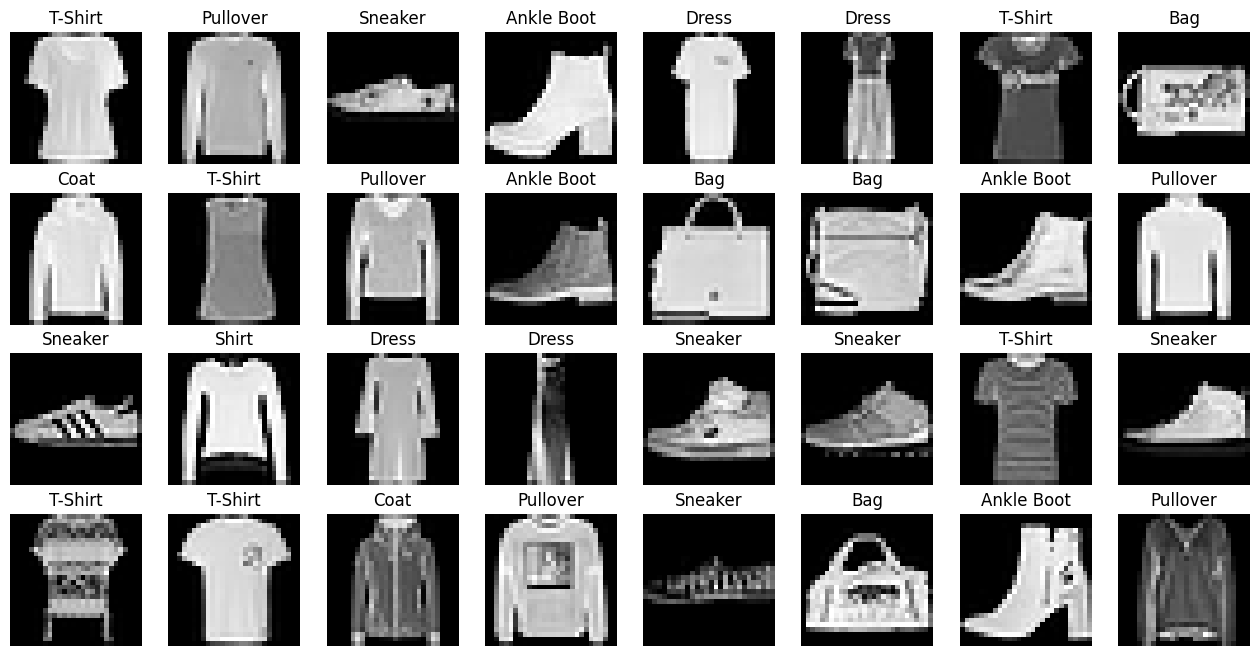 T-Shirt Pullover Sneaker Ankle Boot Dress Dress T-Shirt Bag
Coat T-Shirt Pullover Ankle Boot Bag Bag Ankle Boot Pullover
Sneaker Shirt Dress Dress Sneaker Sneaker T-Shirt Sneaker
T-Shirt T-Shirt Coat Pullover Sneaker Bag Ankle Boot Pullover